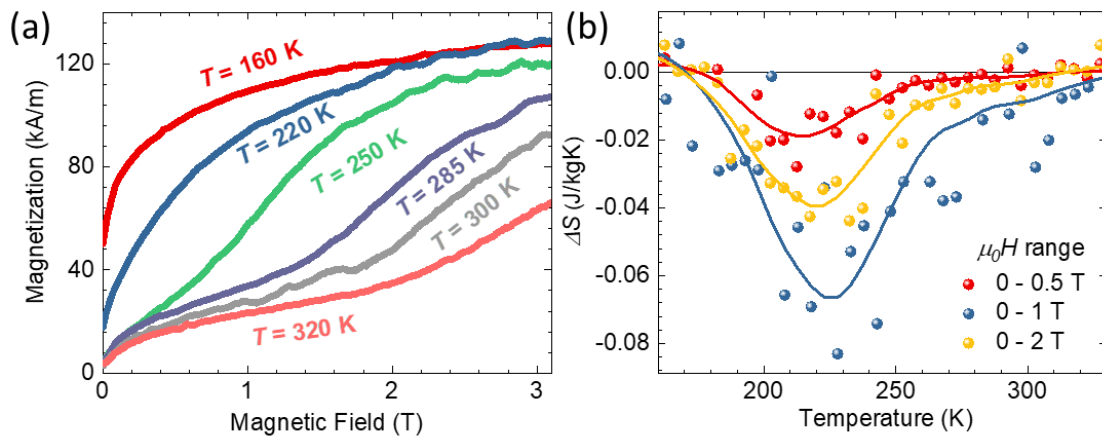 (a)
Magnetization (kA/m)
120
80
40
0
T = 160 K
T = 220 K
T = 250 K
T = 285 K
T = 300 K
T = 320 K
0
1
2
3
Magnetic Field (T)
(b)
ΔS (J/kgK)
0.00
-0.02
-0.04
-0.06
-0.08
μ₀H range
0 - 0.5 T
0 - 1 T
0 - 2 T
200
250
300
Temperature (K)